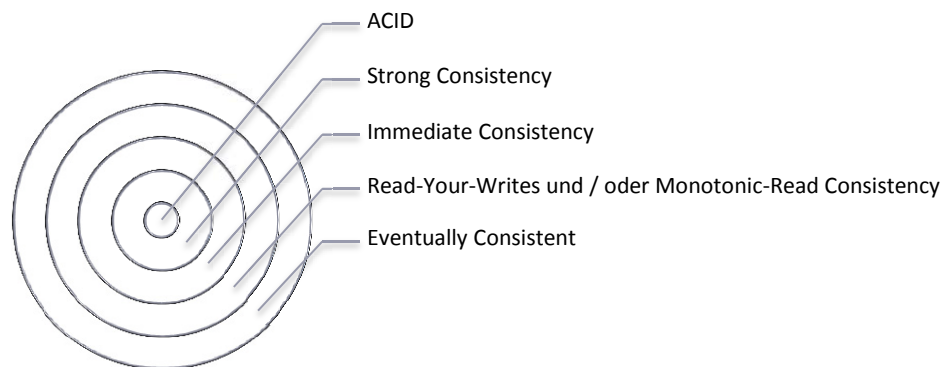 ACID
Strong Consistency
Immediate Consistency
Read-Your-Writes und / oder Monotonic-Read Consistency
Eventually Consistent